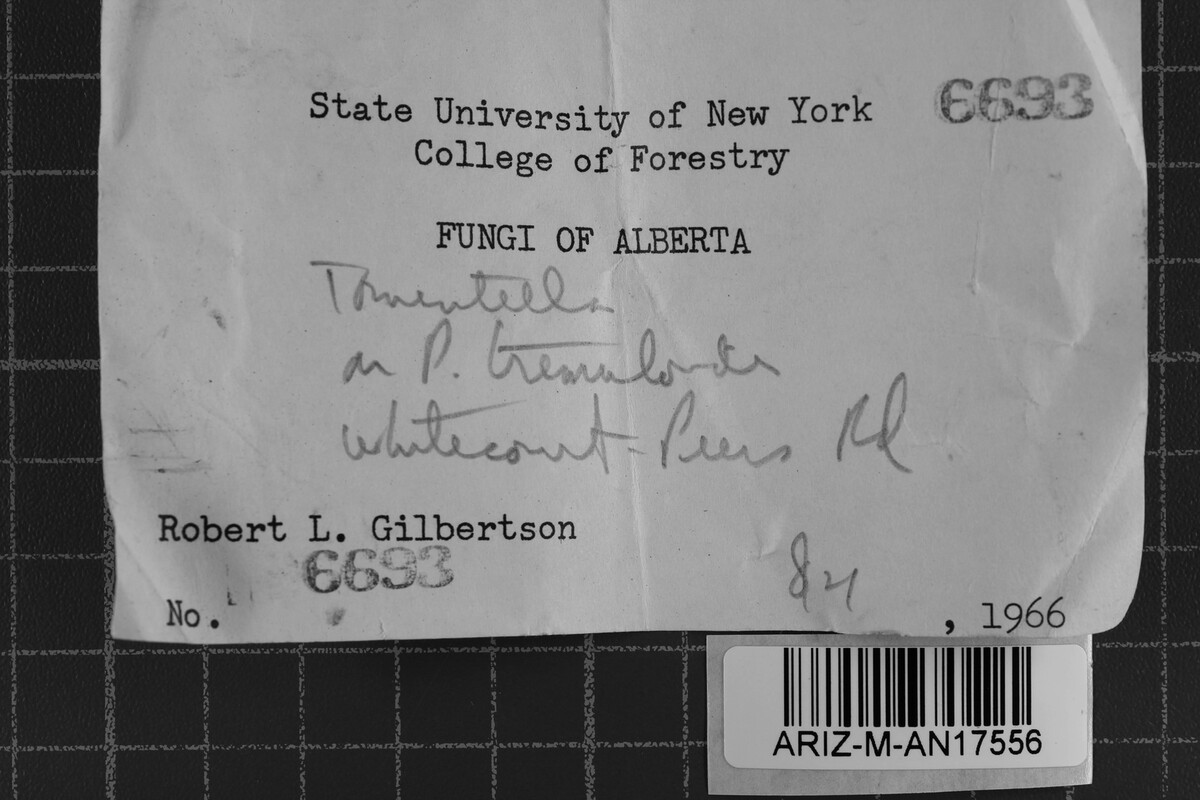 State University of New York 6693
College of Forestry
FUNGI OF ALBERTA
Tomentella
on P. tremuloides
Whitecourt-Peers Rd
Robert L. Gilbertson
6693
No. , 1966
ARIZ-M-AN17556